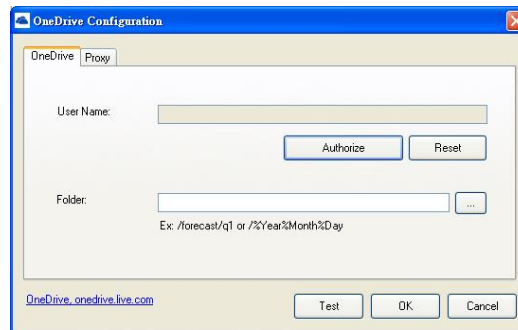 OneDrive Configuration
OneDrive Proxy
User Name:
Authorize Reset
Folder: ...
Ex: /forecast/q1 or /%Year%Month%Day
OneDrive, onedrive.live.com Test OK Cancel